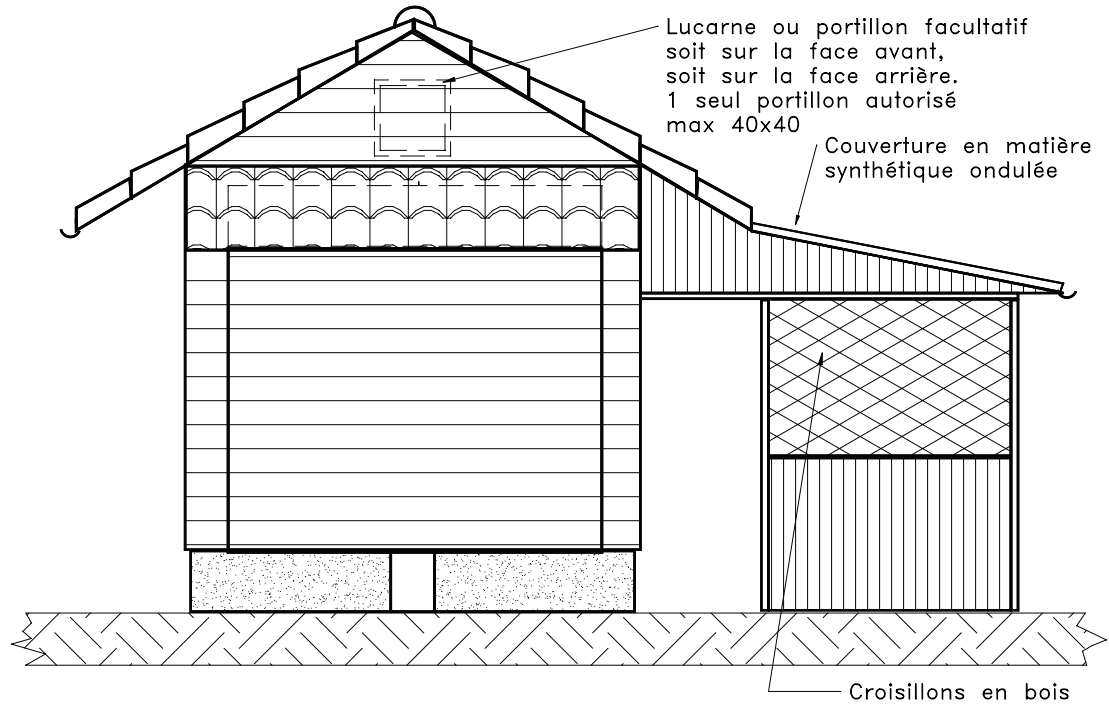 Lucarne ou portillon facultatif
soit sur la face avant,
soit sur la face arrière.
1 seul portillon autorisé
max 40x40
Couverture en matière
synthétique ondulée
Croisillons en bois